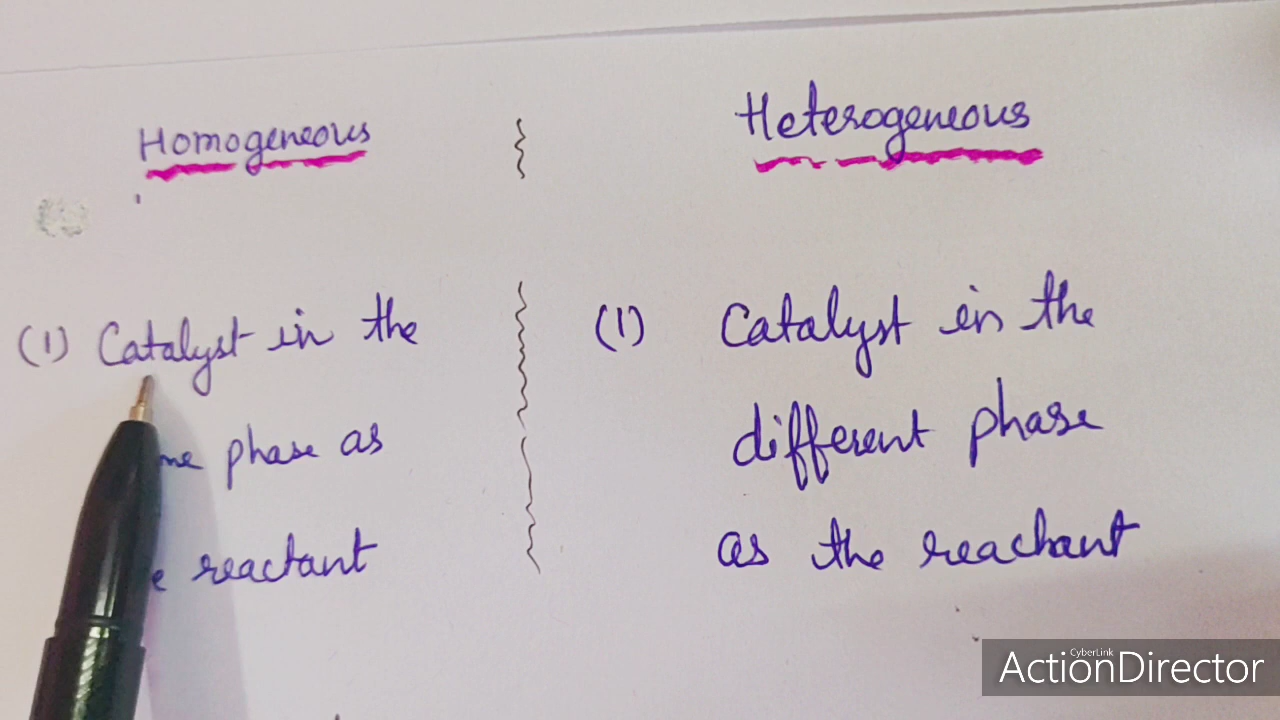 Homogeneous
Heterogeneous
(1) Catalyst in the
phase as
reactant
(1) Catalyst in the
different phase
as the reactant
CyberLink
ActionDirector